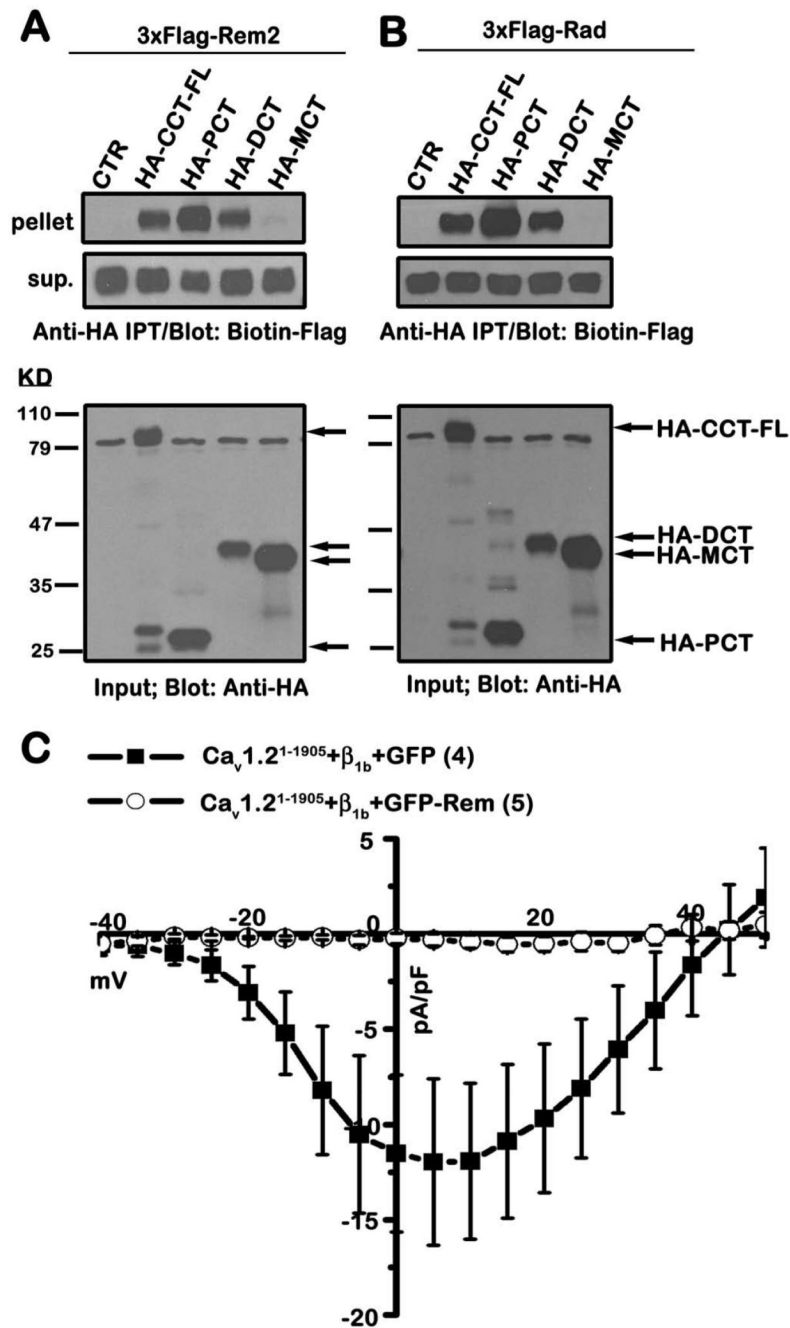 A
3xFlag-Rem2
CTR
HA-CCT-FL
HA-PCT
HA-DCT
HA-MCT
pellet
sup.
Anti-HA IPT/Blot: Biotin-Flag
KD
110
79
47
35
25
Input; Blot: Anti-HA
B
3xFlag-Rad
CTR
HA-CCT-FL
HA-PCT
HA-DCT
HA-MCT
Anti-HA IPT/Blot: Biotin-Flag
HA-CCT-FL
HA-DCT
HA-MCT
HA-PCT
Input; Blot: Anti-HA
C
Caᵥ1.2¹⁻¹⁹⁰⁵+β₁b+GFP (4)
Caᵥ1.2¹⁻¹⁹⁰⁵+β₁b+GFP-Rem (5)
5
-40 -20 0 20 40
mV
pA/pF
-5
-10
-15
-20